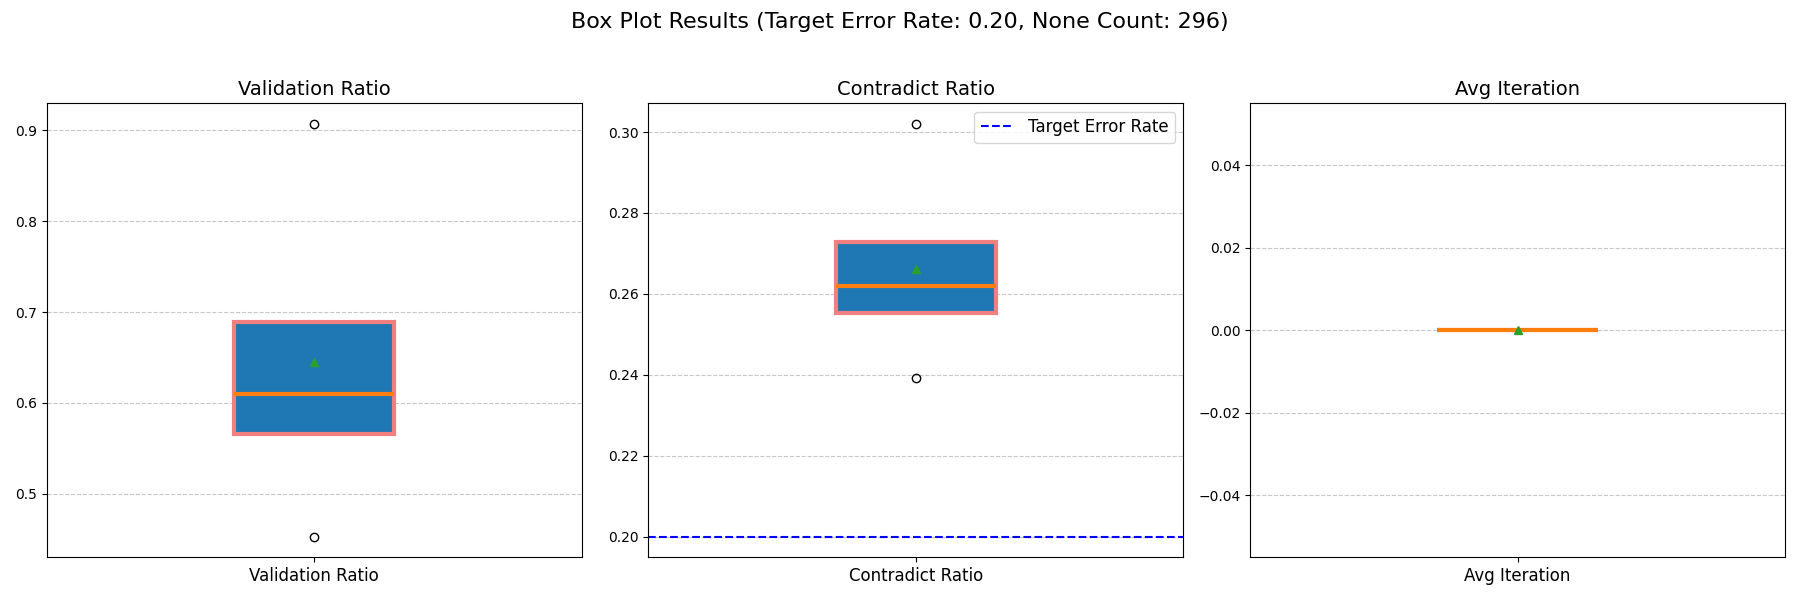 Box Plot Results (Target Error Rate: 0.20, None Count: 296)
Validation Ratio
0.9
0.8
0.7
0.6
0.5
Validation Ratio
Contradict Ratio
Target Error Rate
0.30
0.28
0.26
0.24
0.22
0.20
Contradict Ratio
Avg Iteration
0.04
0.02
0.00
−0.02
−0.04
Avg Iteration